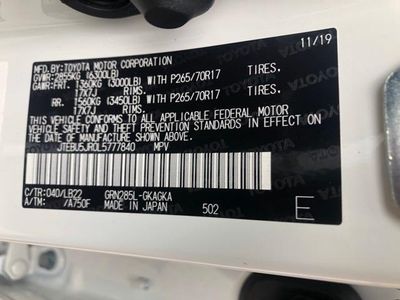 11/19
MFD.BY:TOYOTA MOTOR CORPORATION
GVWR:2855KG (6300LB)
GAWR:FRT. 1360KG (3000LB) WITH P265/70R17 TIRES.
17X7J
RR. 1560KG (3450LB) WITH P265/70R17 TIRES.
17X7J
THIS VEHICLE CONFORMS TO ALL APPLICABLE FEDERAL MOTOR
VEHICLE SAFETY AND THEFT PREVENTION STANDARDS IN EFFECT
ON THE DATE OF MANUFACTURE SHOWN ABOVE.
JTEBU5JR0L5777840 MPV
C/TR:040/LB22 GRN285L-GKAGKA
A/TM: /A750F MADE IN JAPAN 502 E